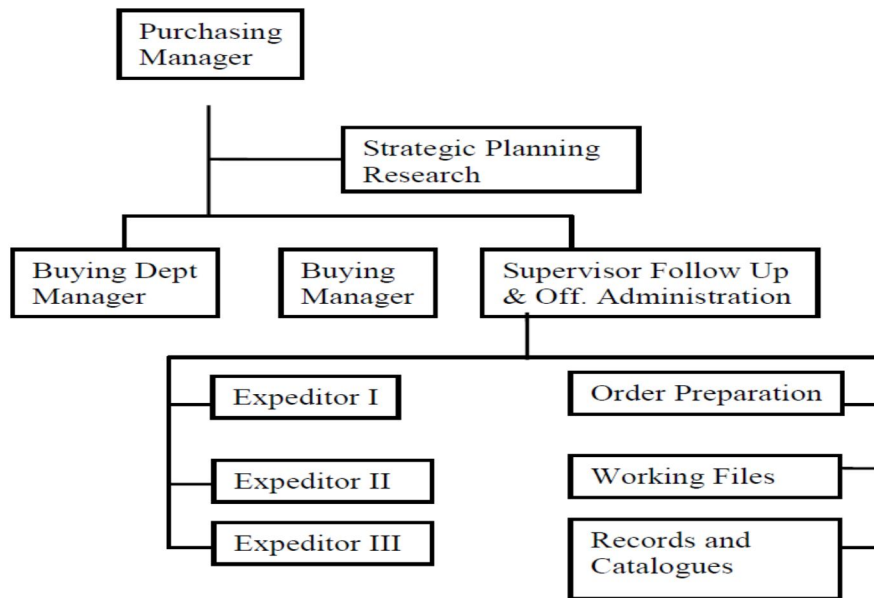 Purchasing
Manager
Strategic Planning
Research
Buying Dept
Manager
Buying
Manager
Supervisor Follow Up
& Off. Administration
Expeditor I
Order Preparation
Expeditor II
Working Files
Expeditor III
Records and
Catalogues